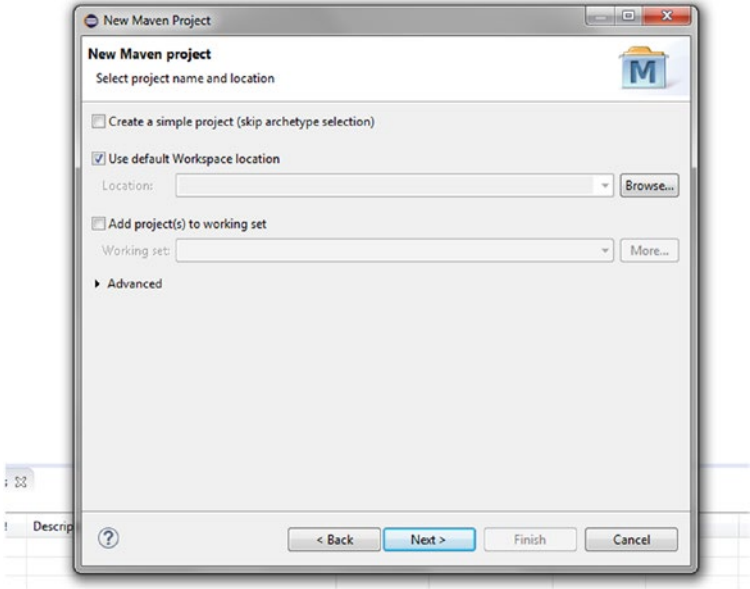 New Maven Project
New Maven project
Select project name and location
M
Create a simple project (skip archetype selection)
Use default Workspace location
Location:
Browse...
Add project(s) to working set
Working set:
More...
Advanced
Descrip
?
< Back
Next >
Finish
Cancel